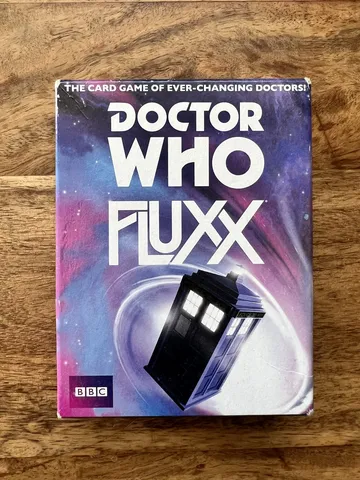 THE CARD GAME OF EVER-CHANGING DOCTORS!
DOCTOR
WHO
FLUXX
BBC